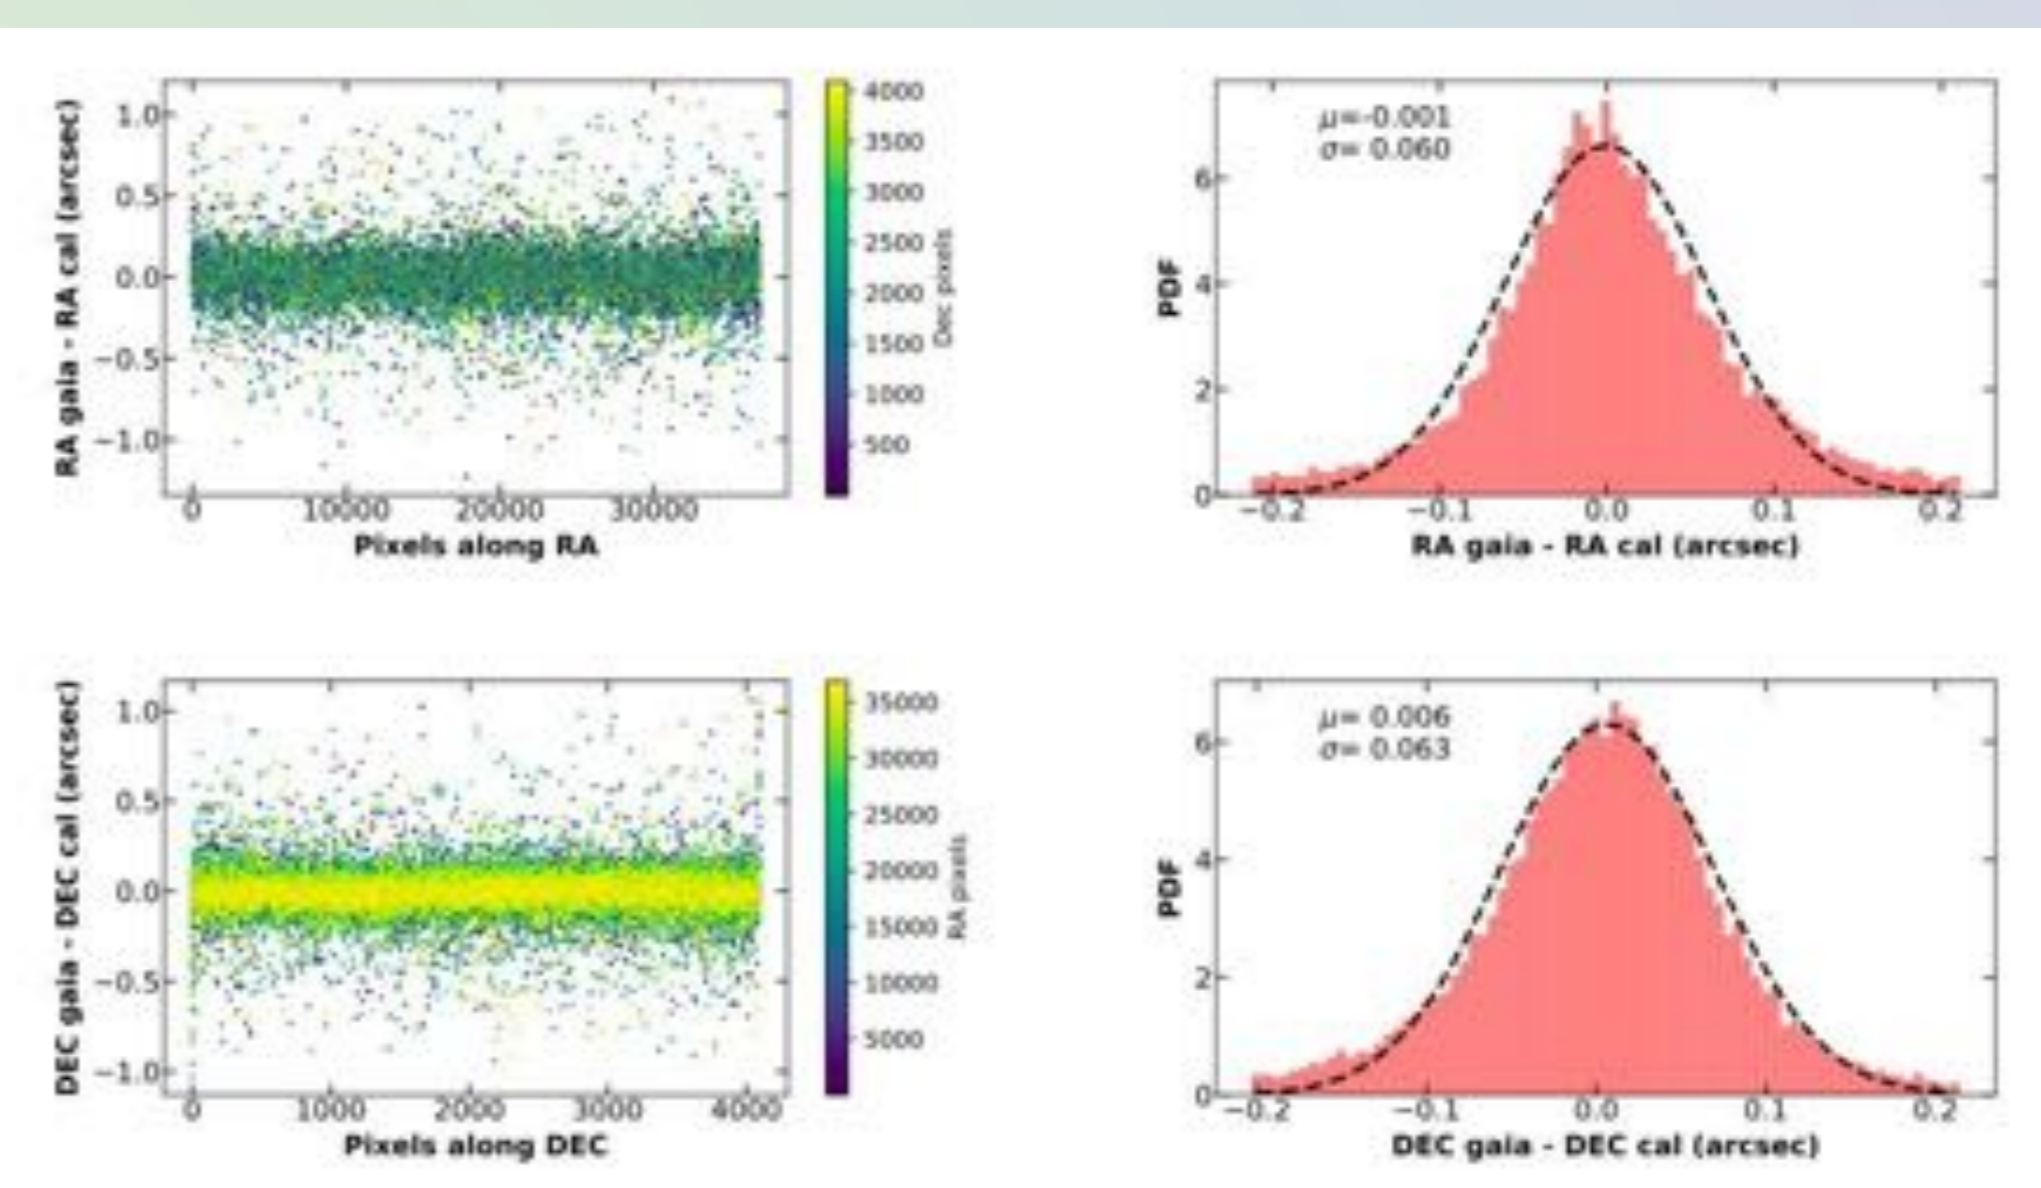 RA gaia - RA cal (arcsec)
1.0
0.5
0.0
−0.5
−1.0
0 10000 20000 30000
Pixels along RA
4000
3500
3000
2500
2000
1500
1000
500
Dec pixels
μ=-0.001
σ= 0.060
PDF
6
4
2
0
−0.2 −0.1 0.0 0.1 0.2
RA gaia - RA cal (arcsec)
DEC gaia - DEC cal (arcsec)
1.0
0.5
0.0
−0.5
−1.0
0 1000 2000 3000 4000
Pixels along DEC
35000
30000
25000
20000
15000
10000
5000
RA pixels
μ= 0.006
σ= 0.063
PDF
6
4
2
0
−0.2 −0.1 0.0 0.1 0.2
DEC gaia - DEC cal (arcsec)